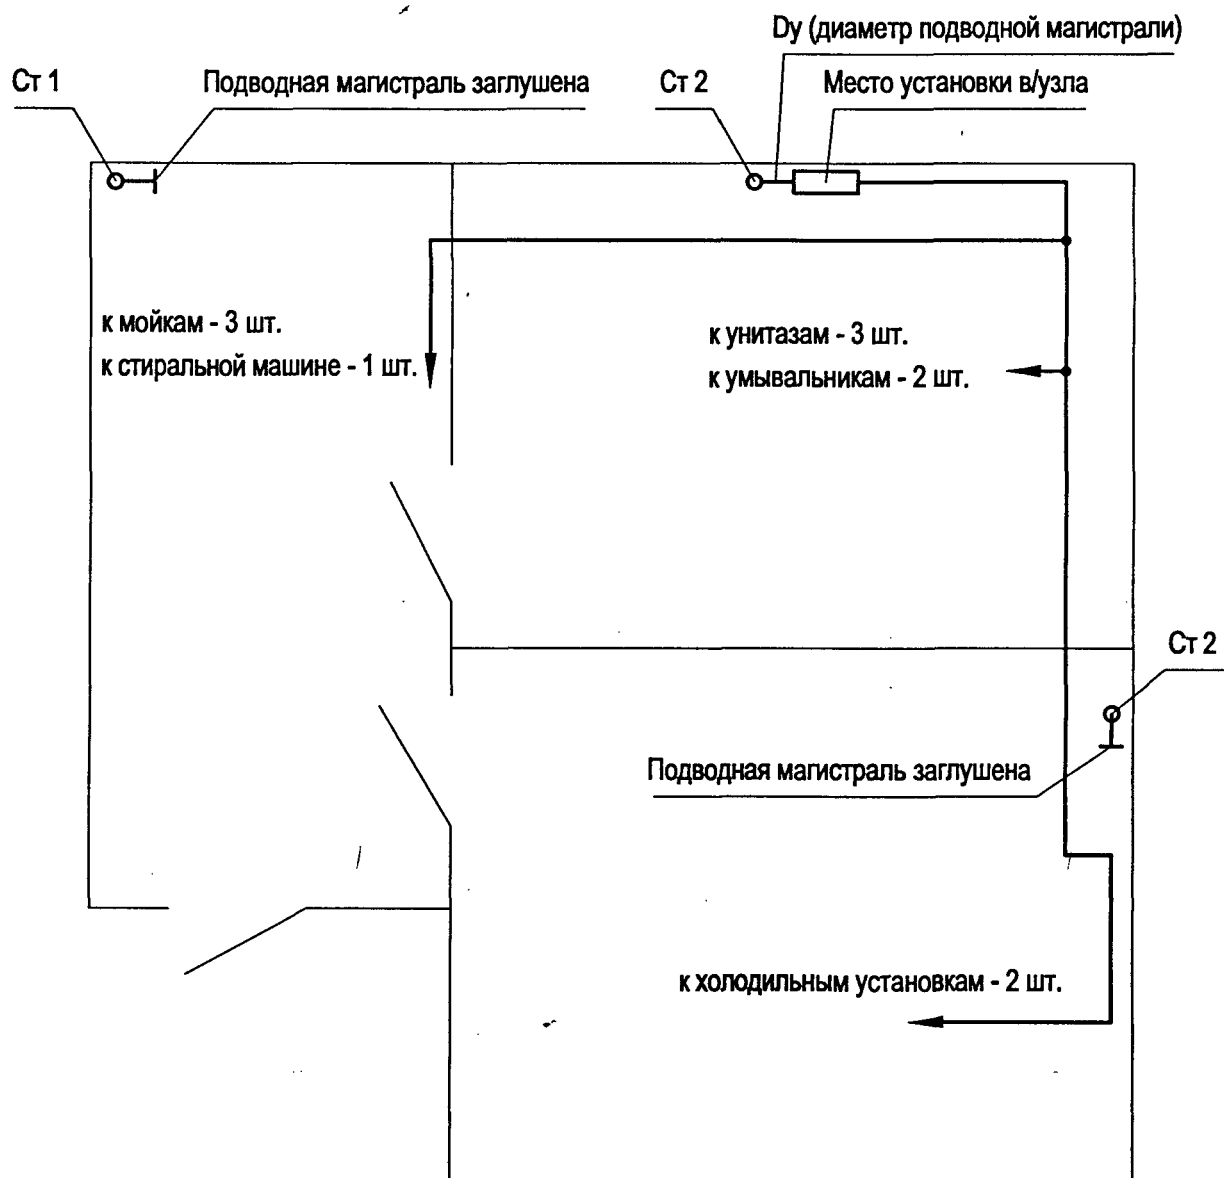 Dу (диаметр подводной магистрали)
Ст 1
Подводная магистраль заглушена
Ст 2
Место установки в/узла
к мойкам - 3 шт.
к стиральной машине - 1 шт.
к унитазам - 3 шт.
к умывальникам - 2 шт.
Ст 2
Подводная магистраль заглушена
к холодильным установкам - 2 шт.